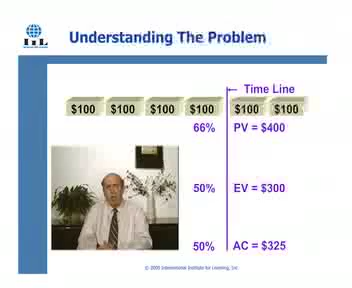 IIL
Understanding The Problem
← Time Line
$100 $100 $100 $100 $100 $100
66% PV = $400
50% EV = $300
50% AC = $325
© 2005 International Institute for Learning, Inc.